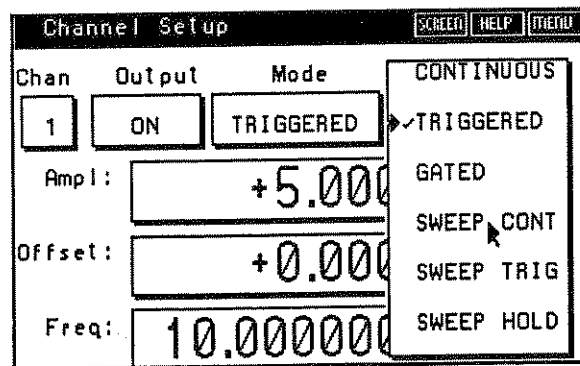 Channel Setup SCREEN HELP MENU
Chan Output Mode
1 ON TRIGGERED
CONTINUOUS
✓TRIGGERED
GATED
SWEEP CONT
SWEEP TRIG
SWEEP HOLD
Ampl: +5.000
Offset: +0.000
Freq: 10.000000